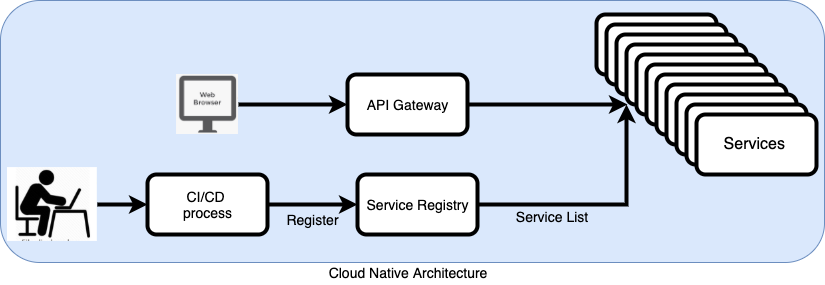 Web
Browser
API Gateway
Services
CI/CD
process
Register
Service Registry
Service List
Cloud Native Architecture